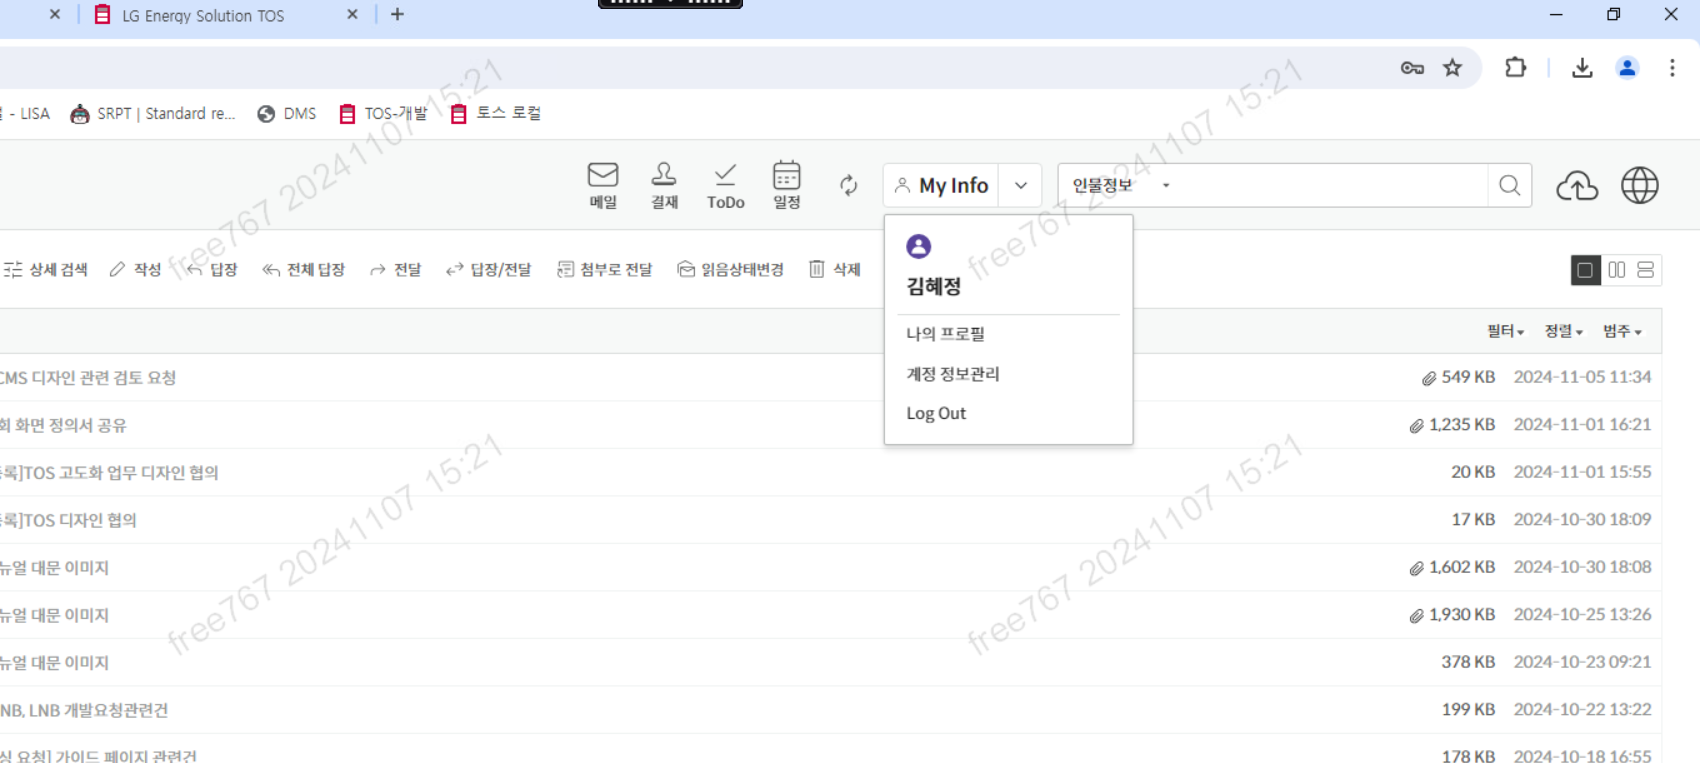 LG Energy Solution TOS
- LISA SRPT | Standard re... DMS TOS-개발 토스 로컬
메일 결재 ToDo 일정 My Info 인물정보
김혜정
나의 프로필
계정 정보관리
Log Out
상세 검색 작성 답장 전체 답장 전달 답장/전달 첨부로 전달 읽음상태변경 삭제
필터 정렬 범주
CMS 디자인 관련 검토 요청 549 KB 2024-11-05 11:34
회 화면 정의서 공유 1,235 KB 2024-11-01 16:21
록]TOS 고도화 업무 디자인 협의 20 KB 2024-11-01 15:55
록]TOS 디자인 협의 17 KB 2024-10-30 18:09
뉴얼 대문 이미지 1,602 KB 2024-10-30 18:08
뉴얼 대문 이미지 1,930 KB 2024-10-25 13:26
뉴얼 대문 이미지 378 KB 2024-10-23 09:21
NB, LNB 개발요청관련건 199 KB 2024-10-22 13:22
싱 요청] 가이드 페이지 관련건 178 KB 2024-10-18 16:55
free767 20241107 15:21
free767 20241107 15:21
free767 20241107 15:21
free767 20241107 15:21